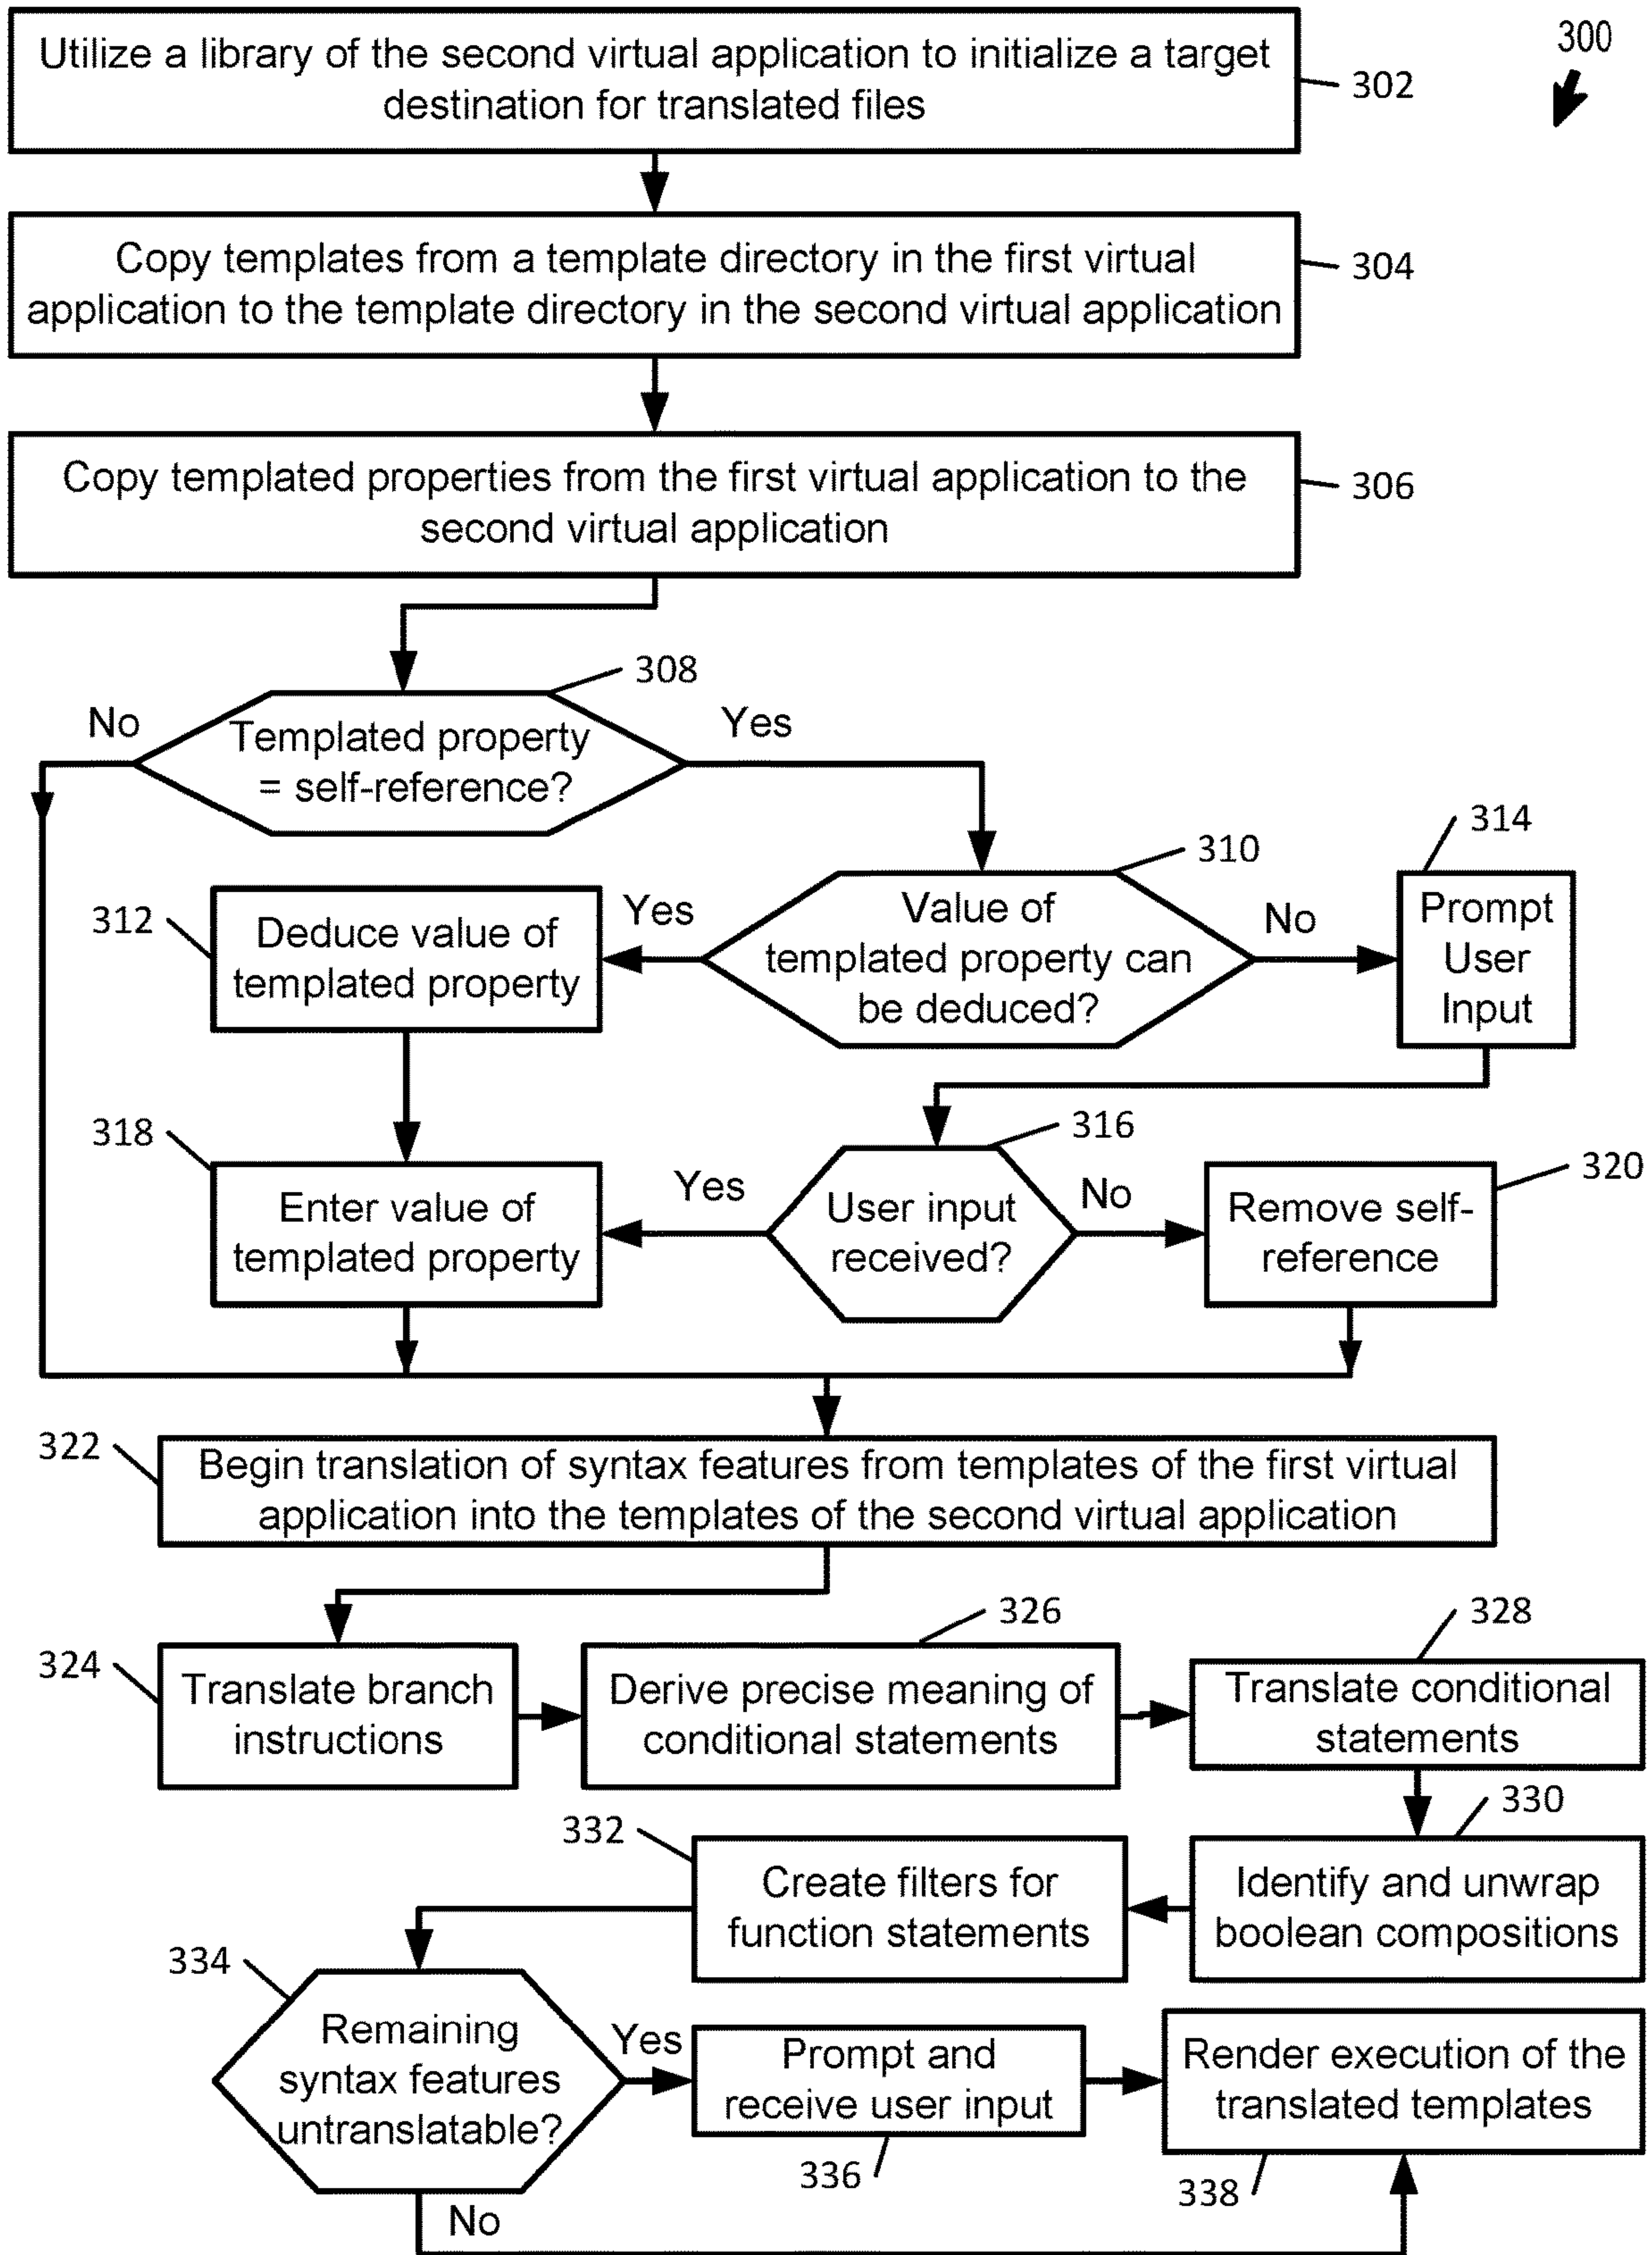 300
Utilize a library of the second virtual application to initialize a target
destination for translated files
302
Copy templates from a template directory in the first virtual
application to the template directory in the second virtual application
304
Copy templated properties from the first virtual application to the
second virtual application
306
308
No
Templated property
= self-reference?
Yes
310
314
312
Deduce value of
templated property
Yes
Value of
templated property can
be deduced?
No
Prompt
User
Input
316
318
Enter value of
templated property
Yes
User input
received?
No
Remove self-
reference
320
322
Begin translation of syntax features from templates of the first virtual
application into the templates of the second virtual application
324
Translate branch
instructions
326
Derive precise meaning of
conditional statements
328
Translate conditional
statements
330
Identify and unwrap
boolean compositions
332
Create filters for
function statements
334
Remaining
syntax features
untranslatable?
Yes
Prompt and
receive user input
336
Render execution of the
translated templates
338
No